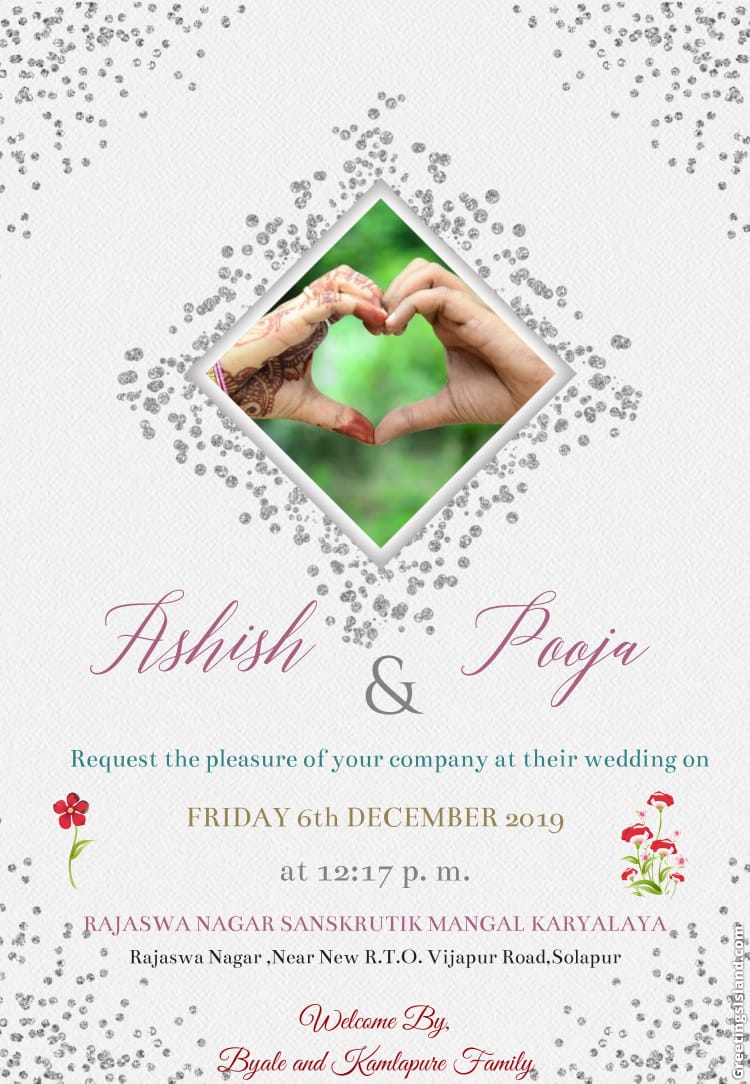 Ashish
&
Pooja
Request the pleasure of your company at their wedding on
FRIDAY 6th DECEMBER 2019
at 12:17 p. m.
RAJASWA NAGAR SANSKRUTIK MANGAL KARYALAYA
Rajaswa Nagar ,Near New R.T.O. Vijapur Road,Solapur
Welcome By,
Byale and Kamlapure Family
GreetingsIsland.com